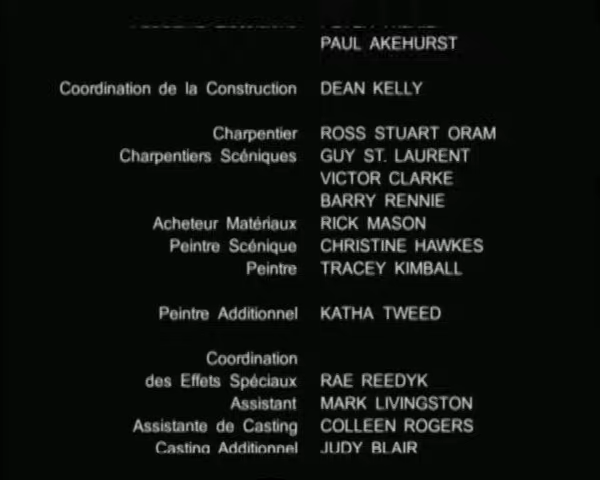 PAUL AKEHURST
Coordination de la Construction DEAN KELLY
Charpentier ROSS STUART ORAM
Charpentiers Scéniques GUY ST. LAURENT
VICTOR CLARKE
BARRY RENNIE
Acheteur Matériaux RICK MASON
Peintre Scénique CHRISTINE HAWKES
Peintre TRACEY KIMBALL
Peintre Additionnel KATHA TWEED
Coordination
des Effets Spéciaux RAE REEDYK
Assistant MARK LIVINGSTON
Assistante de Casting COLLEEN ROGERS
Casting Additionnel JUDY BLAIR